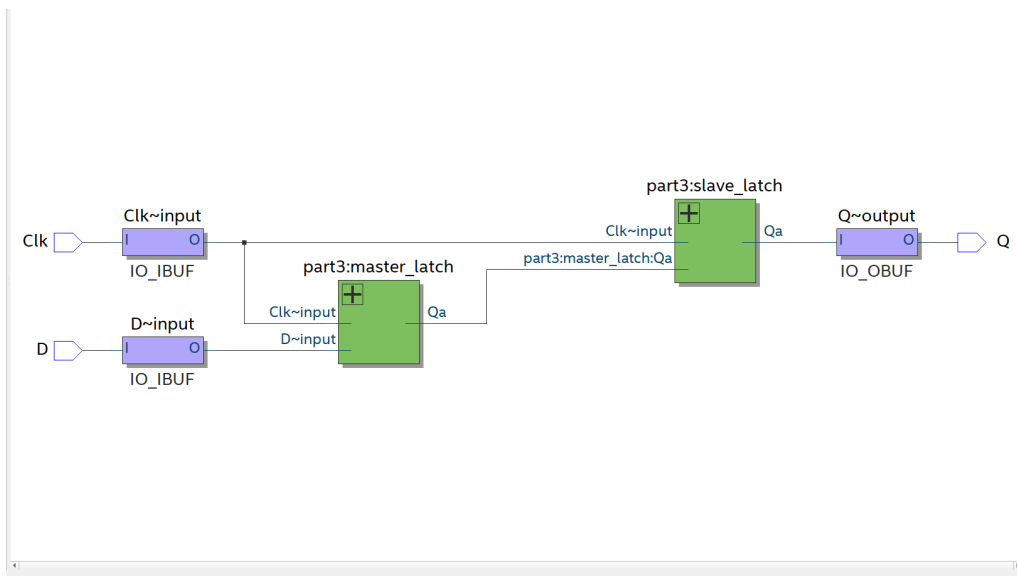 part3:slave_latch
Clk~input
Q~output
Clk
I
O
Clk~input
Qa
I
O
Q
IO_IBUF
part3:master_latch:Qa
IO_OBUF
part3:master_latch
Clk~input
Qa
D~input
D~input
D
I
O
IO_IBUF